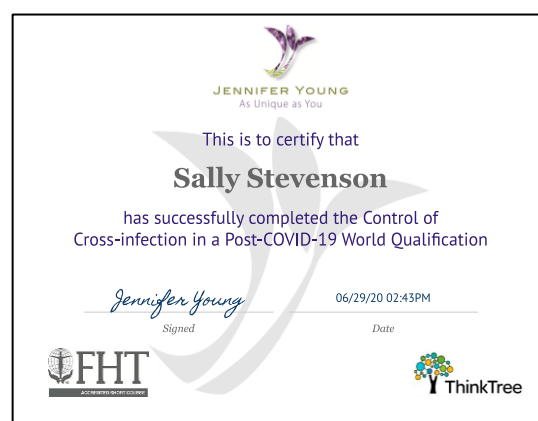 JENNIFER YOUNG
As Unique as You
This is to certify that
Sally Stevenson
has successfully completed the Control of
Cross-infection in a Post-COVID-19 World Qualification
Jennifer Young
06/29/20 02:43PM
Signed
Date
FHT
ACCREDITED SHORT COURSE
ThinkTree